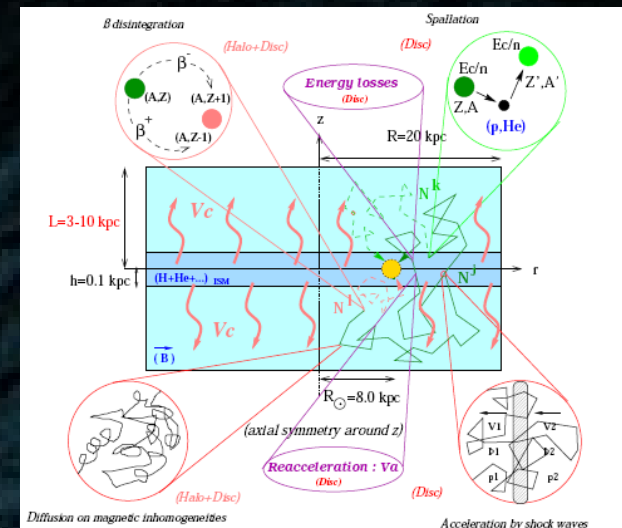 ß disintegration
Spallation
(Halo+Disc)
(Disc)
β-
(A,Z)
(A,Z+1)
β+
(A,Z-1)
Energy losses
(Disc)
Ec/n
Ec/n
Z,A
Z',A'
(p,He)
z
R=20 kpc
L=3-10 kpc
Vc
N k
h=0.1 kpc
(H+He+...) ISM
r
N j
N l
Vc
(B)
R☉=8.0 kpc
(axial symmetry around z)
V1
V2
D1
D2
p1
p2
Reacceleration : Va
(Disc)
(Halo+Disc)
(Disc)
Diffusion on magnetic inhomogeneities
Acceleration by shock waves